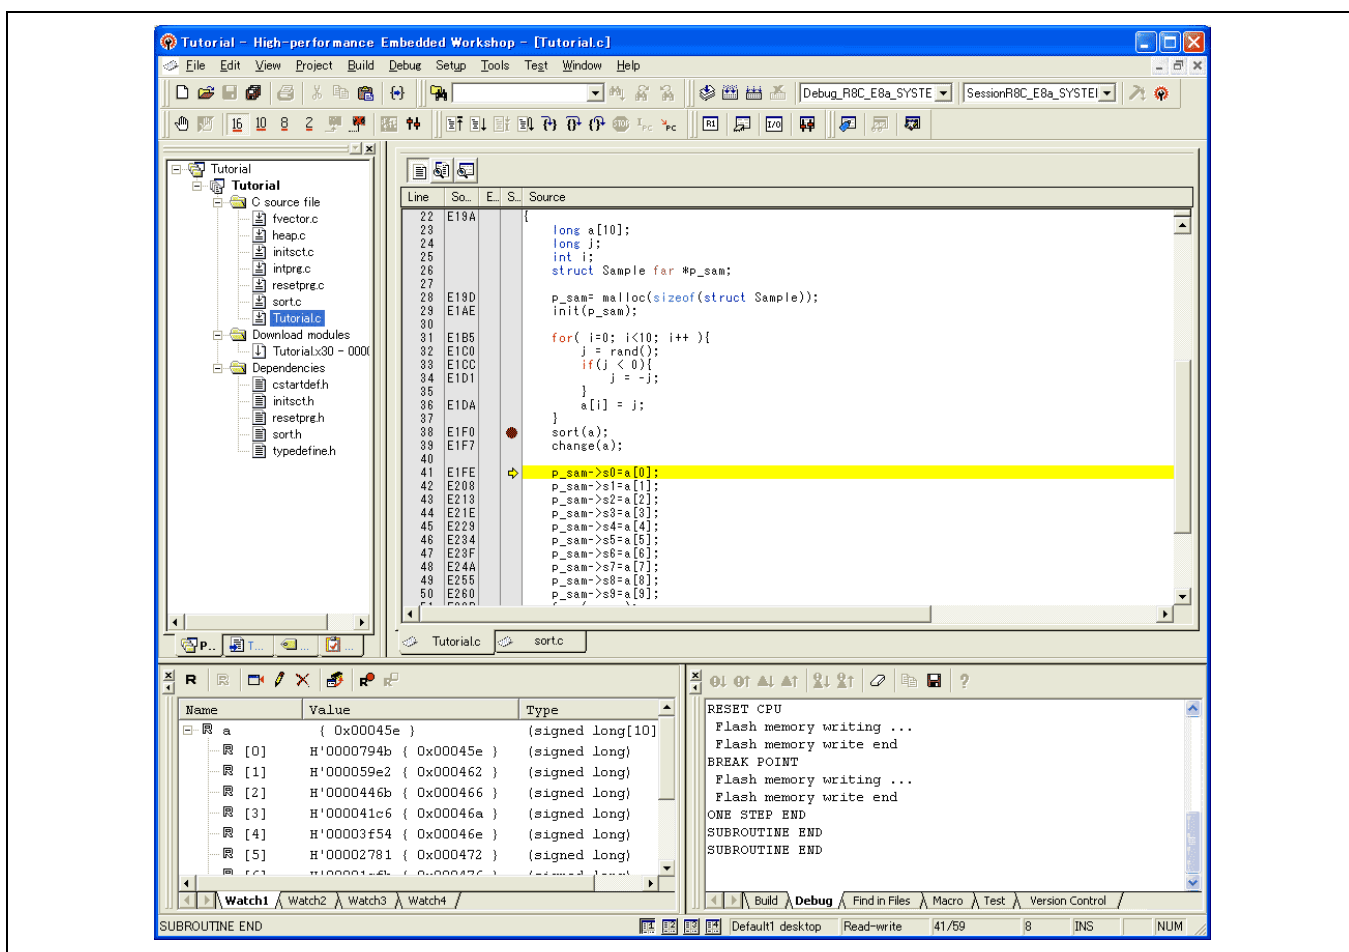 Tutorial - High-performance Embedded Workshop - [Tutorial.c]
File Edit View Project Build Debug Setup Tools Test Window Help
Debug_R8C_E8a_SYSTE SessionR8C_E8a_SYSTEI
16 10 8 2
Tutorial
Tutorial
C source file
fvector.c
heap.c
initsct.c
intprg.c
resetprg.c
sort.c
Tutorial.c
Download modules
Tutorial.x30 - 0000
Dependencies
cstartdef.h
initsct.h
resetprg.h
sort.h
typedefine.h
P... T... ... ...
Line So... E... S... Source
22 E19A {
23 long a[10];
24 long j;
25 int i;
26 struct Sample far *p_sam;
27
28 E19D p_sam= malloc(sizeof(struct Sample));
29 E1AE init(p_sam);
30
31 E1B5 for( i=0; i<10; i++ ){
32 E1C0 j = rand();
33 E1CC if(j < 0){
34 E1D1 j = -j;
35 }
36 E1DA a[i] = j;
37 }
38 E1F0 sort(a);
39 E1F7 change(a);
40
41 E1FE p_sam->s0=a[0];
42 E208 p_sam->s1=a[1];
43 E213 p_sam->s2=a[2];
44 E21E p_sam->s3=a[3];
45 E229 p_sam->s4=a[4];
46 E234 p_sam->s5=a[5];
47 E23F p_sam->s6=a[6];
48 E24A p_sam->s7=a[7];
49 E255 p_sam->s8=a[8];
50 E260 p_sam->s9=a[9];
Tutorial.c sort.c
Name Value Type
a { 0x00045e } (signed long[10]
[0] H'0000794b { 0x00045e } (signed long)
[1] H'000059e2 { 0x000462 } (signed long)
[2] H'0000446b { 0x000466 } (signed long)
[3] H'000041c6 { 0x00046a } (signed long)
[4] H'00003f54 { 0x00046e } (signed long)
[5] H'00002781 { 0x000472 } (signed long)
Watch1 Watch2 Watch3 Watch4
RESET CPU
Flash memory writing ...
Flash memory write end
BREAK POINT
Flash memory writing ...
Flash memory write end
ONE STEP END
SUBROUTINE END
SUBROUTINE END
Build Debug Find in Files Macro Test Version Control
SUBROUTINE END Default1 desktop Read-write 41/59 8 INS NUM